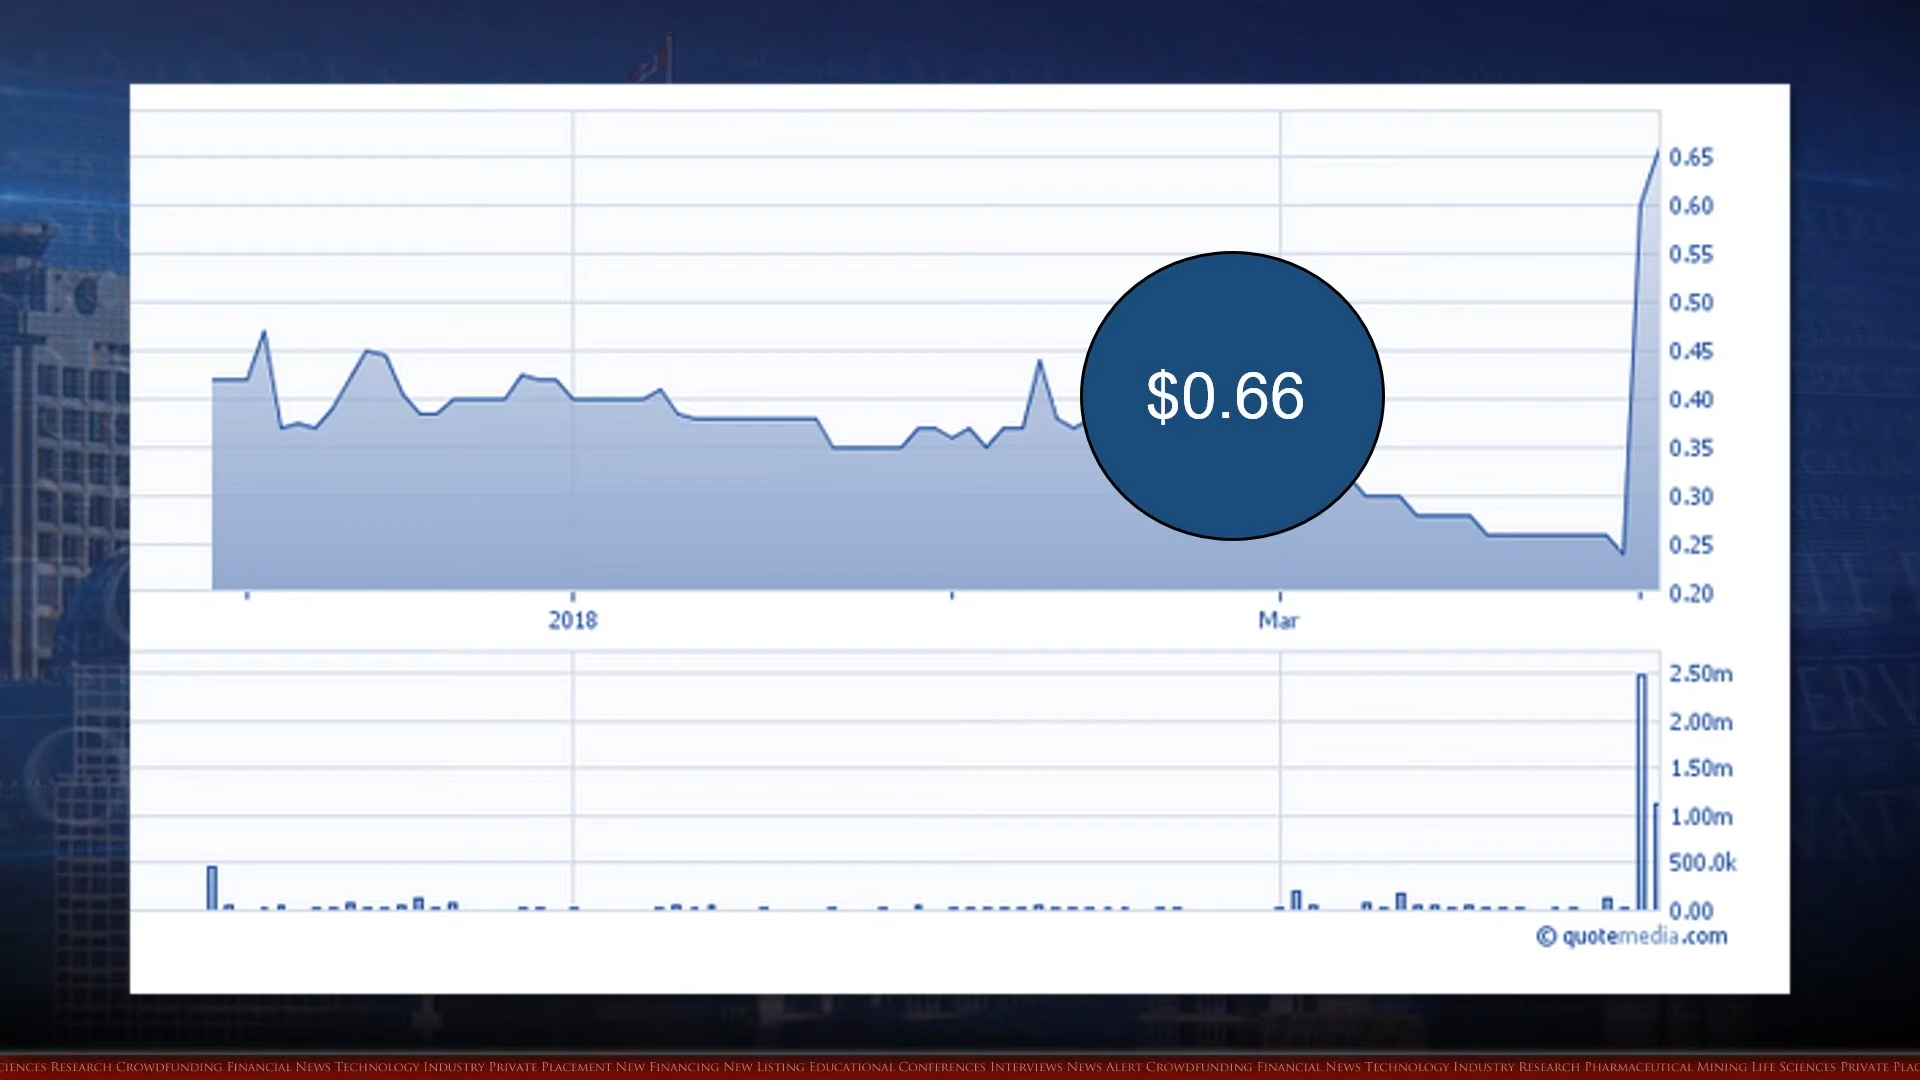 0.65
0.60
0.55
0.50
0.45
$0.66
0.40
0.35
0.30
0.25
0.20
2018 Mar
2.50m
2.00m
1.50m
1.00m
500.0k
0.00
© quotemedia.com
CIENCES RESEARCH CROWDFUNDING FINANCIAL NEWS TECHNOLOGY INDUSTRY PRIVATE PLACEMENT NEW FINANCING NEW LISTING EDUCATIONAL CONFERENCES INTERVIEWS NEWS ALERT CROWDFUNDING FINANCIAL NEWS TECHNOLOGY INDUSTRY RESEARCH PHARMACEUTICAL MINING LIFE SCIENCES PRIVATE PLAC